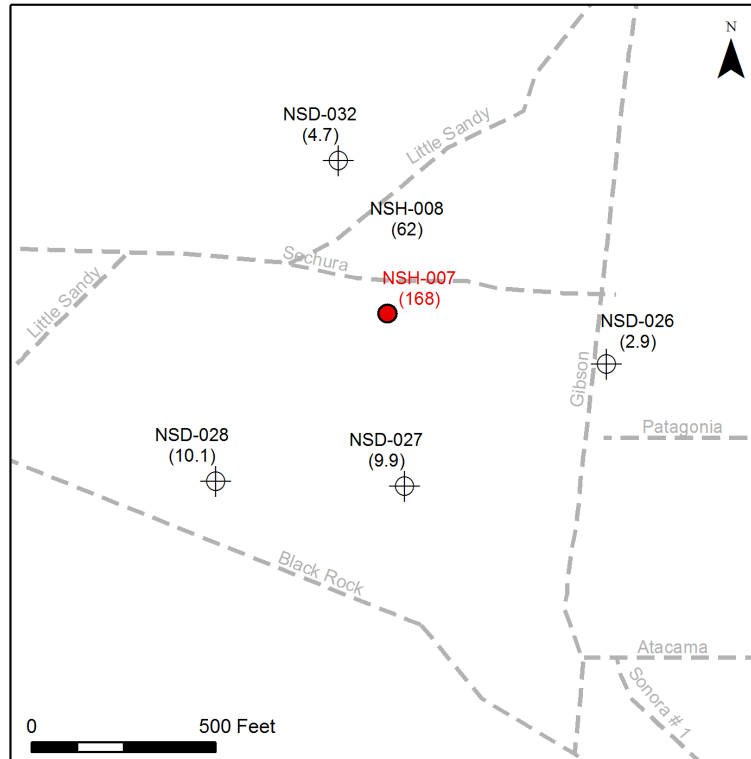 N
NSD-032
(4.7)
Little Sandy
NSH-008
(62)
Sechura
NSH-007
(168)
Little Sandy
NSD-026
(2.9)
Gibson
Patagonia
NSD-028
(10.1)
NSD-027
(9.9)
Black Rock
Atacama
Sonora # 1
0 500 Feet